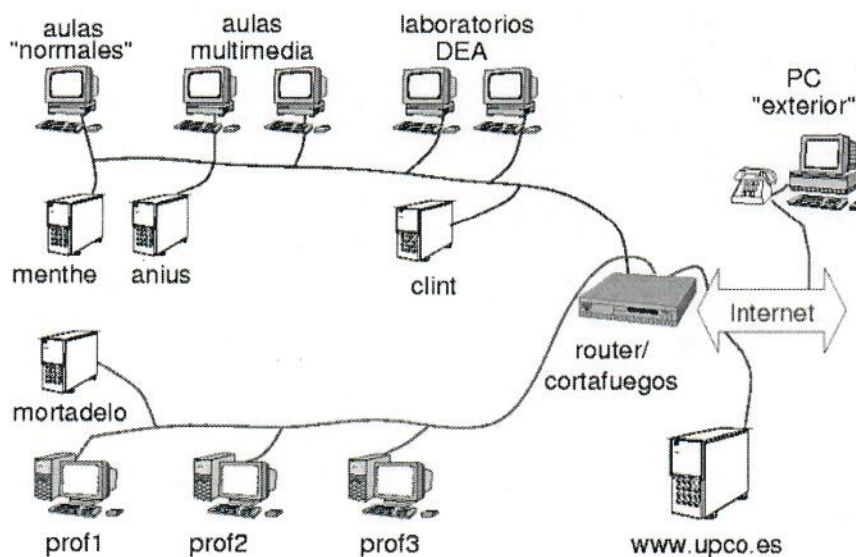 aulas
"normales"
aulas
multimedia
laboratorios
DEA
PC
"exterior"
menthe
anius
clint
Internet
router/
cortafuegos
mortadelo
prof1
prof2
prof3
www.upco.es